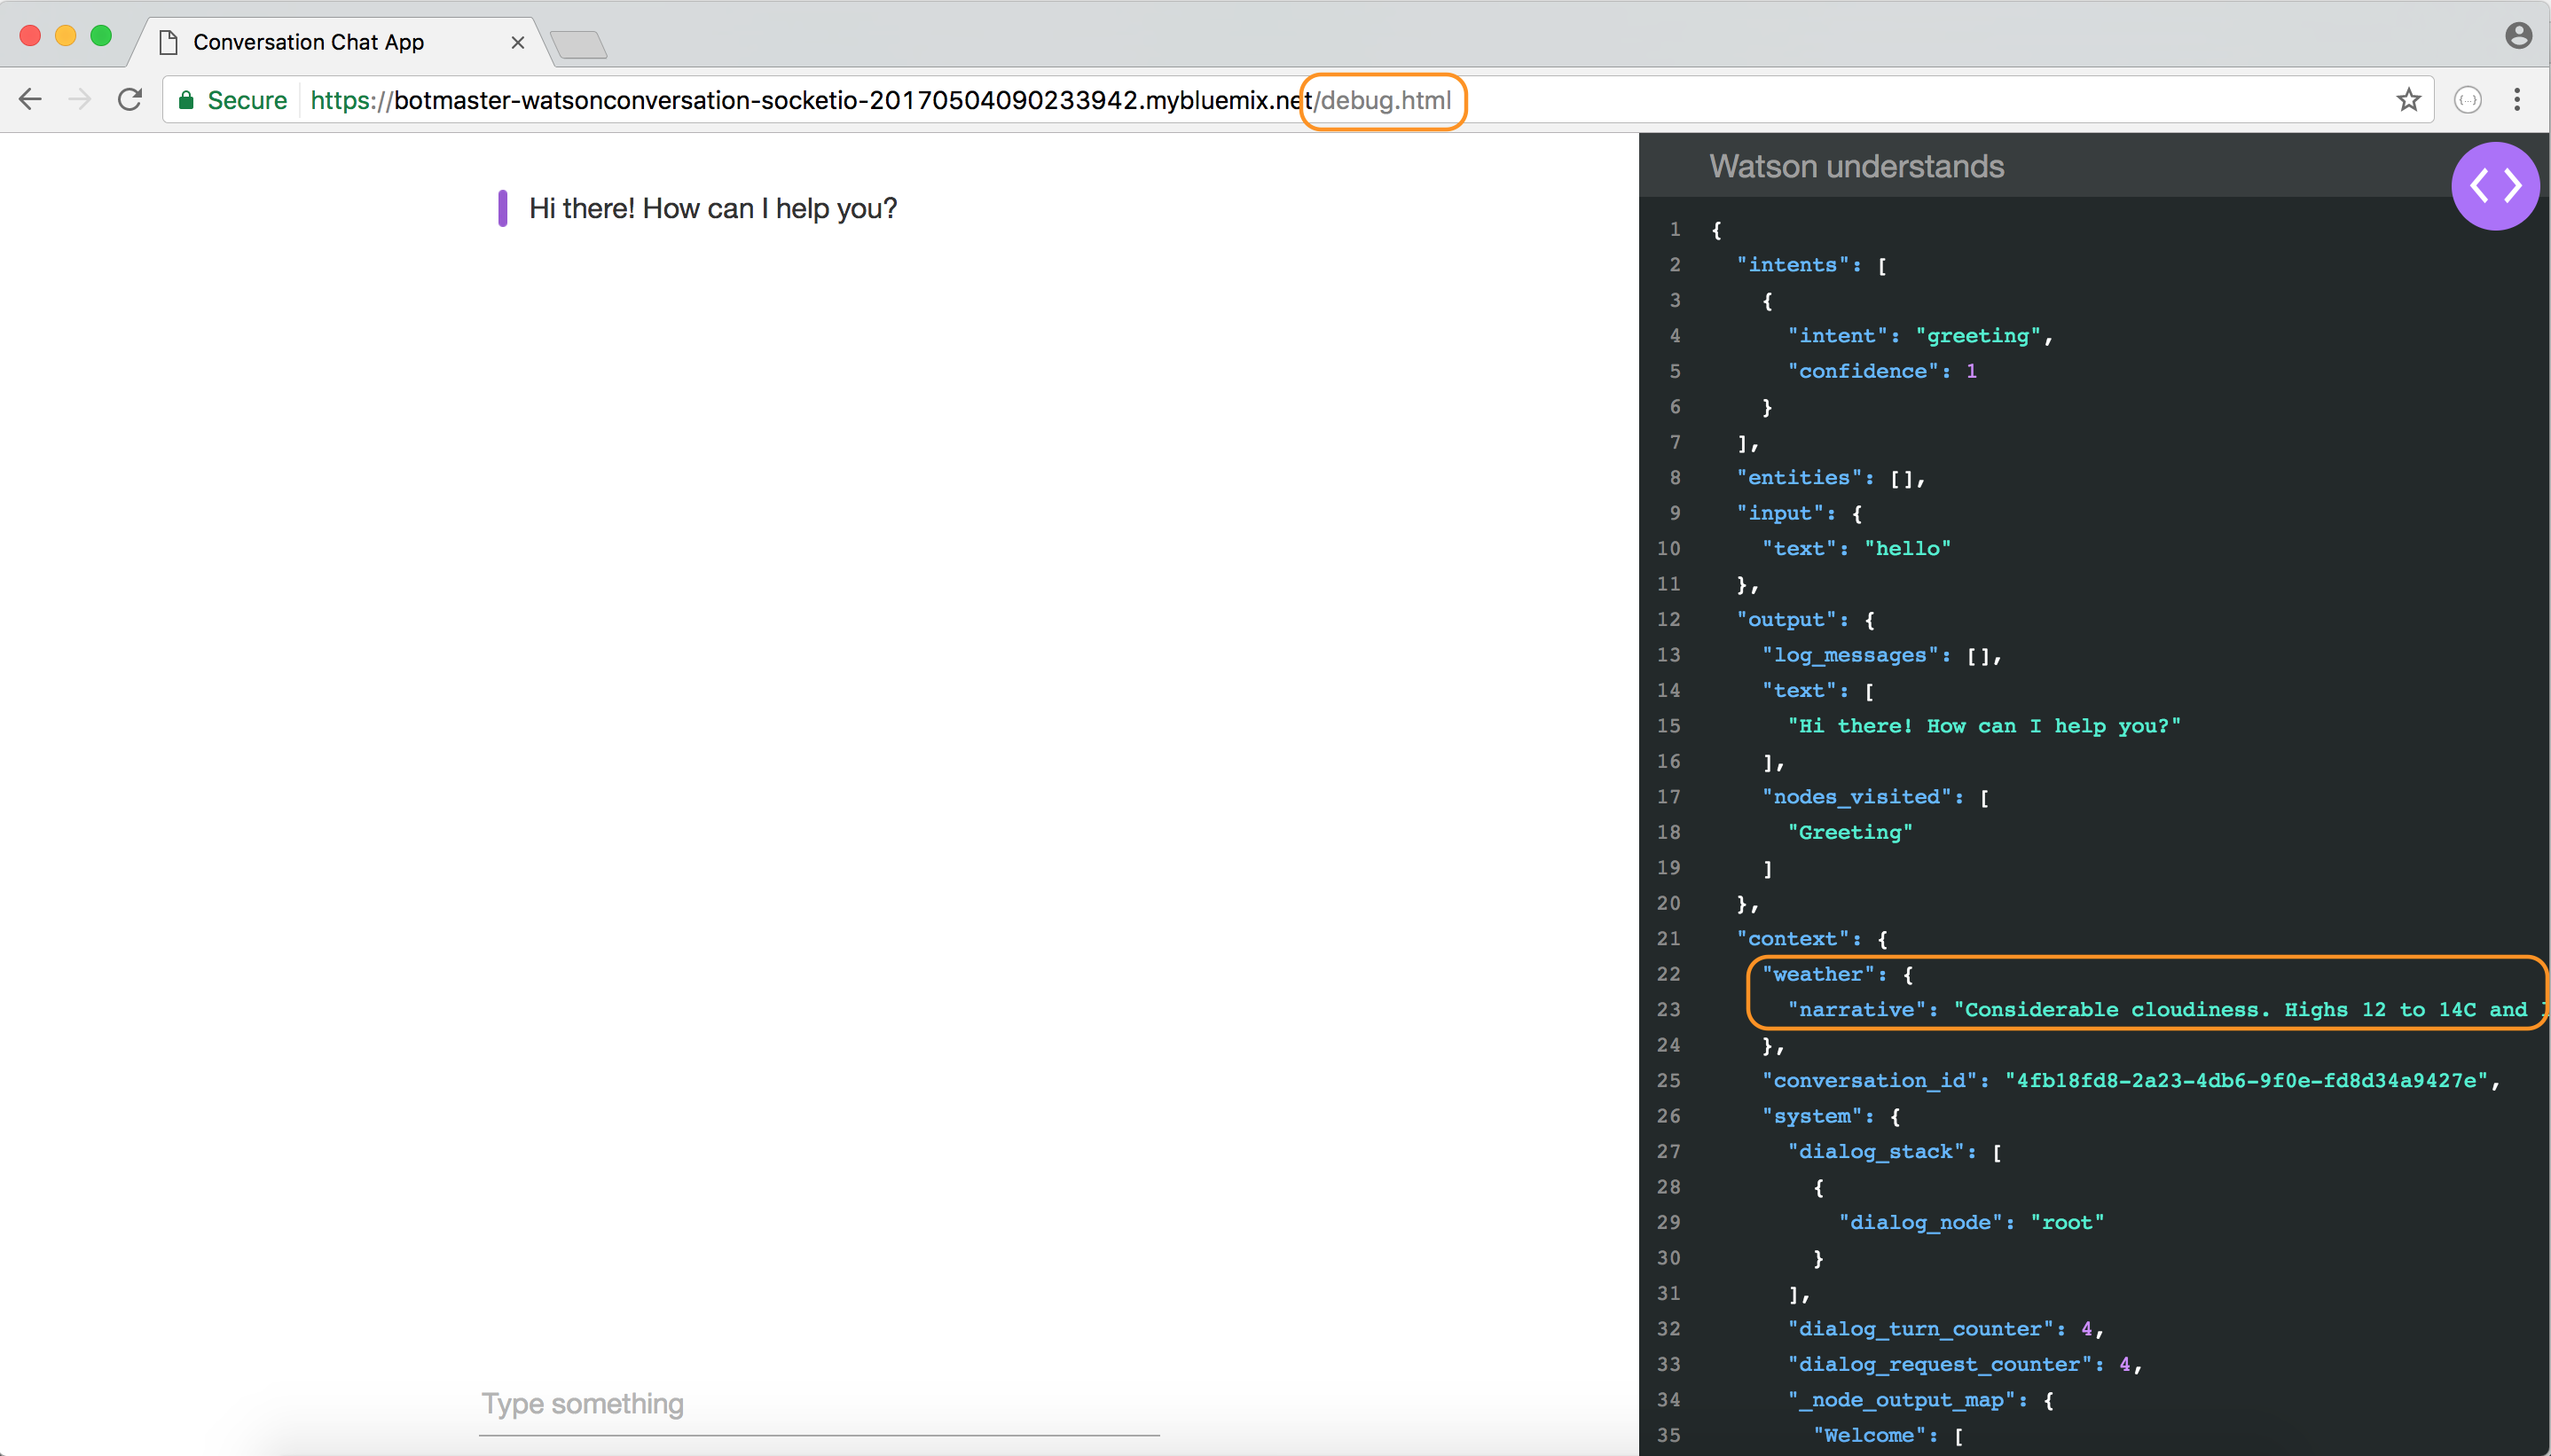 Conversation Chat App
Secure https://botmaster-watsonconversation-socketio-20170504090233942.mybluemix.net/debug.html
Hi there! How can I help you?
Type something
Watson understands
1 {
2 "intents": [
3 {
4 "intent": "greeting",
5 "confidence": 1
6 }
7 ],
8 "entities": [],
9 "input": {
10 "text": "hello"
11 },
12 "output": {
13 "log_messages": [],
14 "text": [
15 "Hi there! How can I help you?"
16 ],
17 "nodes_visited": [
18 "Greeting"
19 ]
20 },
21 "context": {
22 "weather": {
23 "narrative": "Considerable cloudiness. Highs 12 to 14C and
24 },
25 "conversation_id": "4fb18fd8-2a23-4db6-9f0e-fd8d34a9427e",
26 "system": {
27 "dialog_stack": [
28 {
29 "dialog_node": "root"
30 }
31 ],
32 "dialog_turn_counter": 4,
33 "dialog_request_counter": 4,
34 "_node_output_map": {
35 "Welcome": [